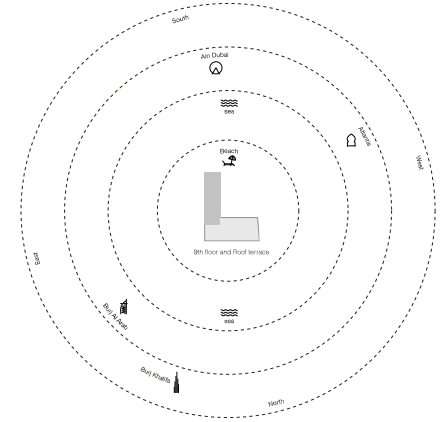 South
Ain Dubai
sea
Atlantis
West
Beach
9th floor and Roof terrace
East
Burj Al Arab
sea
Burj Khalifa
North